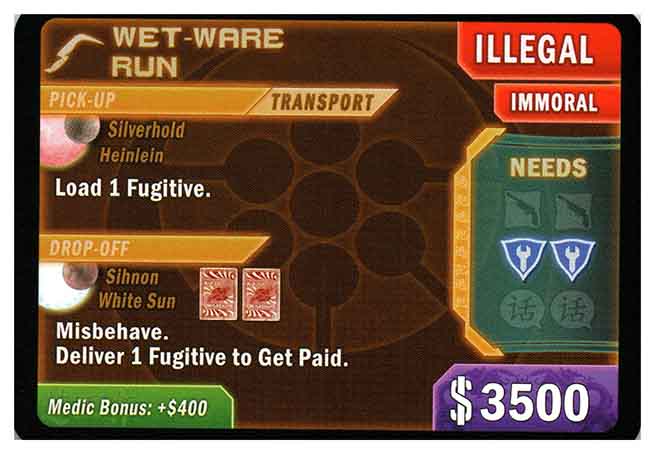 WET-WARE
RUN
ILLEGAL
IMMORAL
PICK-UP
TRANSPORT
Silverhold
Heinlein
Load 1 Fugitive.
NEEDS
话 话
DROP-OFF
Sihnon
White Sun
Misbehave.
Deliver 1 Fugitive to Get Paid.
Medic Bonus: +$400
$3500